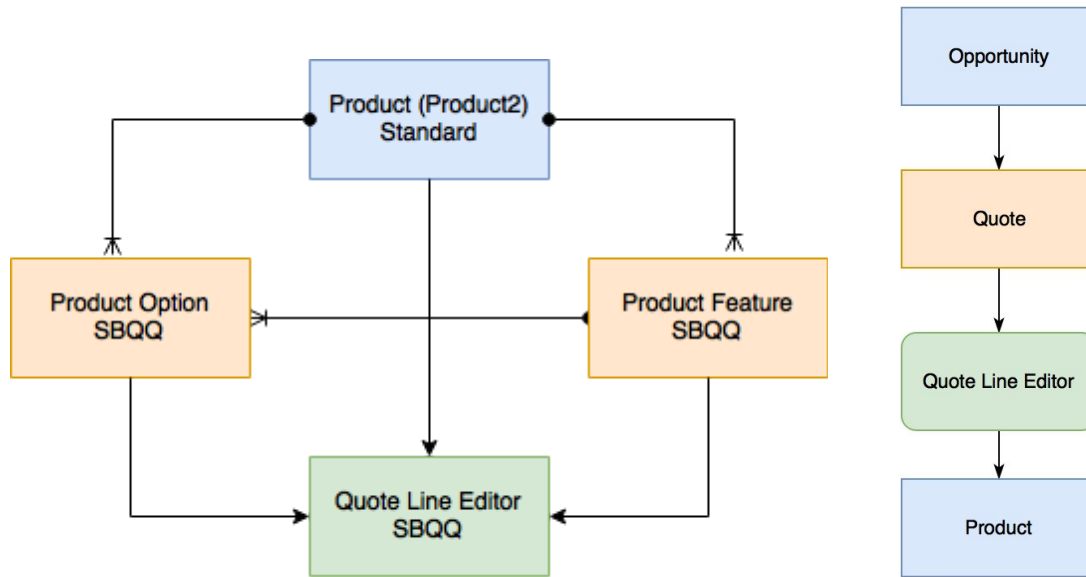 Product (Product2)
Standard
Product Option
SBQQ
Product Feature
SBQQ
Quote Line Editor
SBQQ
Opportunity
Quote
Quote Line Editor
Product